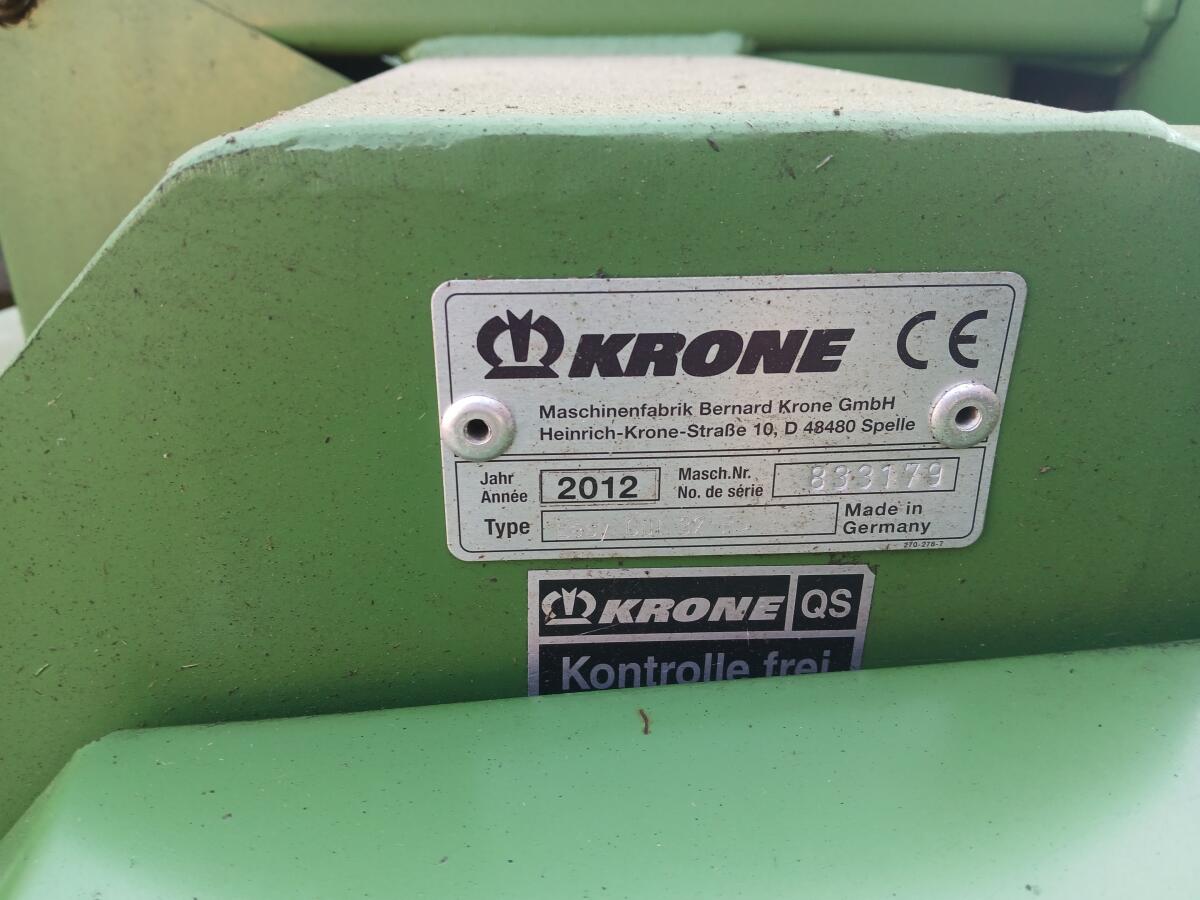 KRONE CE
Maschinenfabrik Bernard Krone GmbH
Heinrich-Krone-Straße 10, D 48480 Spelle
Jahr
Année
2012
Masch.Nr.
No. de série
833179
Type
Made in
Germany
270-278-7
KRONE QS
Kontrolle frei